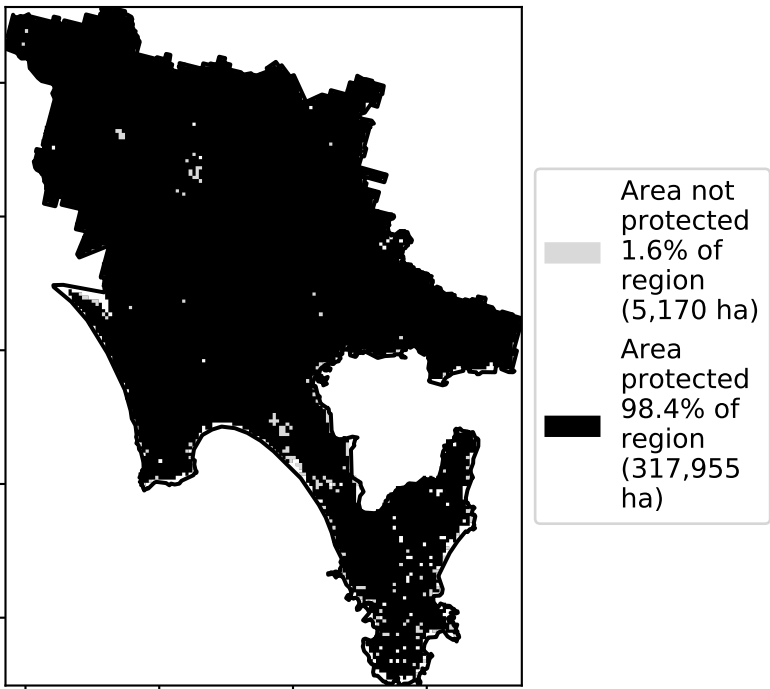 Area not
protected
1.6% of
region
(5,170 ha)
Area
protected
98.4% of
region
(317,955
ha)